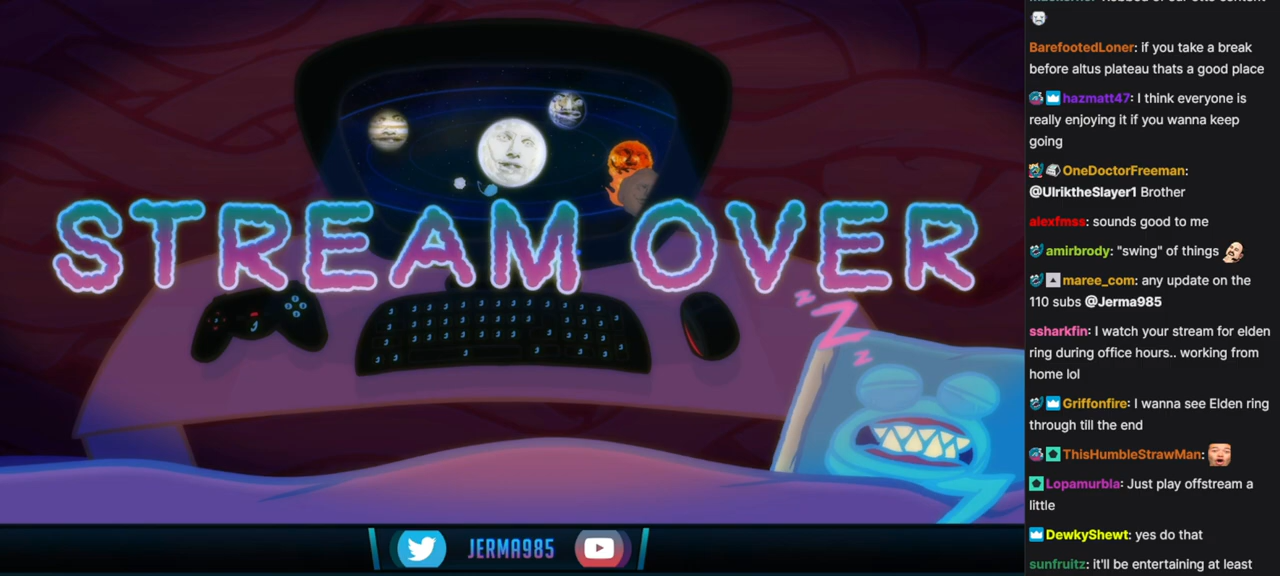 STREAM OVER
Z
Z
Z
JERMA985
BarefootedLoner: if you take a break
before altus plateau thats a good place
hazmatt47: I think everyone is
really enjoying it if you wanna keep
going
OneDoctorFreeman:
@UlriktheSlayer1 Brother
alexfmss: sounds good to me
amirbrody: "swing" of things
maree_com: any update on the
110 subs @Jerma985
ssharkfin: I watch your stream for elden
ring during office hours.. working from
home lol
Griffonfire: I wanna see Elden ring
through till the end
ThisHumbleStrawMan:
Lopamurbla: Just play offstream a
little
DewkyShewt: yes do that
sunfruitz: it'll be entertaining at least